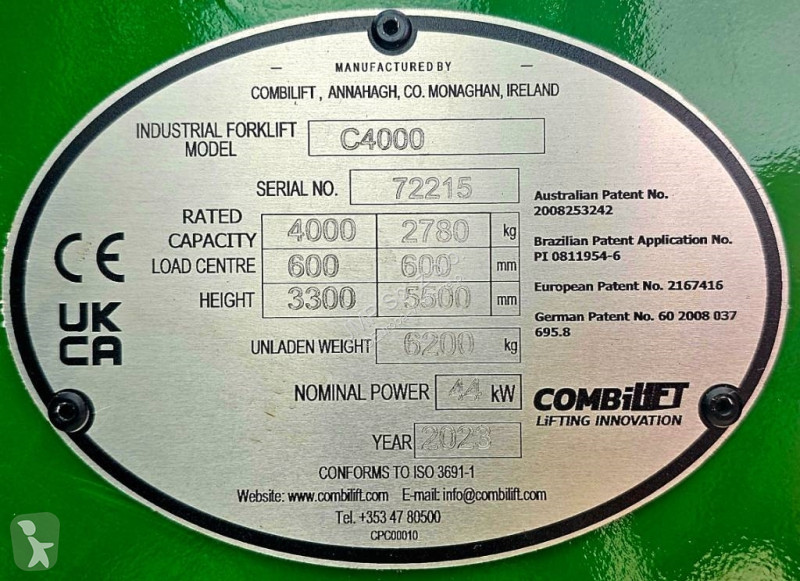 MANUFACTURED BY
COMBILIFT , ANNAHAGH, CO. MONAGHAN, IRELAND
INDUSTRIAL FORKLIFT
MODEL
C4000
SERIAL NO. 72215
RATED
CAPACITY 4000 2780 kg
LOAD CENTRE 600 600 mm
HEIGHT 3300 5500 mm
UNLADEN WEIGHT 6200 kg
NOMINAL POWER 44 kW
YEAR 2023
CE
UK
CA
Australian Patent No.
2008253242
Brazilian Patent Application No.
PI 0811954-6
European Patent No. 2167416
German Patent No. 60 2008 037
695.8
COMBiLIFT
LiFTING INNOVATION
CONFORMS TO ISO 3691-1
Website: www.combilift.com E-mail: info@combilift.com
Tel. +353 47 80500
CPC00010